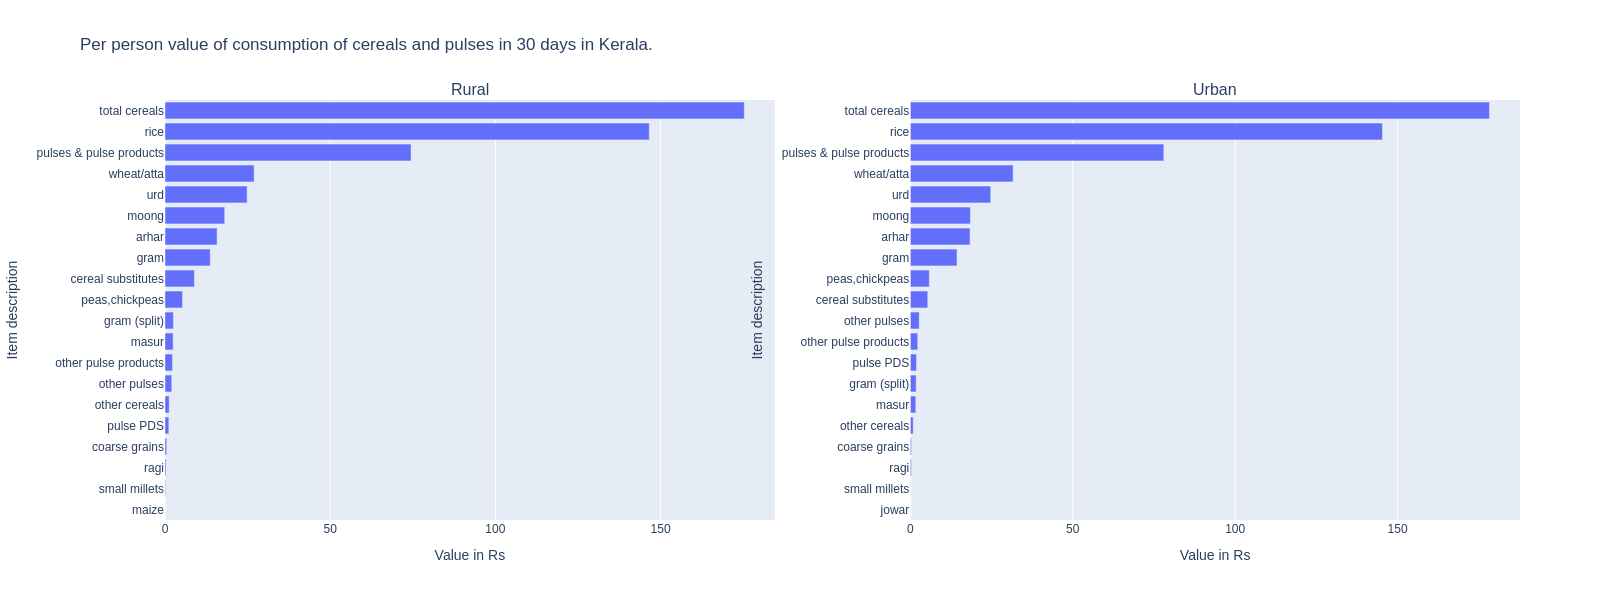 Per person value of consumption of cereals and pulses in 30 days in Kerala.
Rural
total cereals
rice
pulses & pulse products
wheat/atta
urd
moong
arhar
gram
cereal substitutes
peas,chickpeas
gram (split)
masur
other pulse products
other pulses
other cereals
pulse PDS
coarse grains
ragi
small millets
maize
Item description
0 50 100 150
Value in Rs
Urban
total cereals
rice
pulses & pulse products
wheat/atta
urd
moong
arhar
gram
peas,chickpeas
cereal substitutes
other pulses
other pulse products
pulse PDS
gram (split)
masur
other cereals
coarse grains
ragi
small millets
jowar
Item description
0 50 100 150
Value in Rs